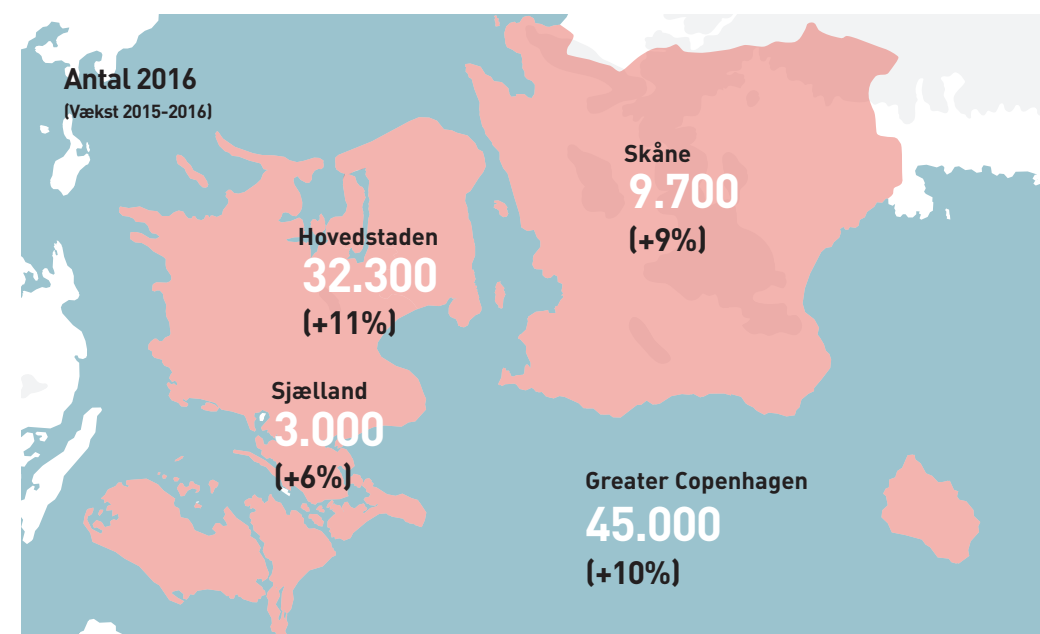 Antal 2016
(Vækst 2015-2016)
Skåne
9.700
(+9%)
Hovedstaden
32.300
(+11%)
Sjælland
3.000
(+6%)
Greater Copenhagen
45.000
(+10%)